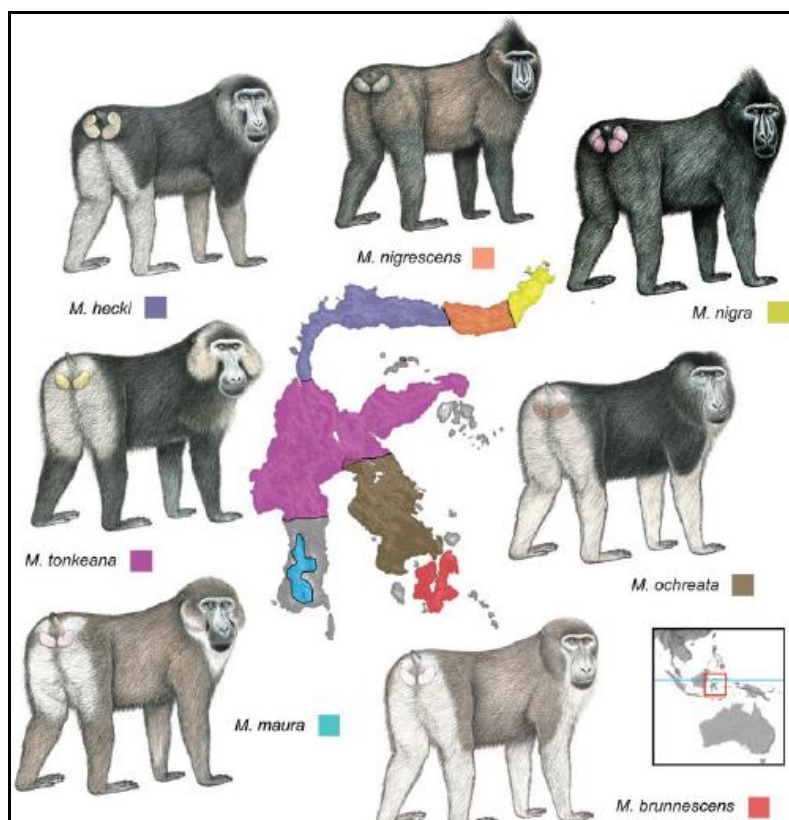 M. nigrescens
M. hecki
M. nigra
M. tonkeana
M. ochreata
M. maura
M. brunnescens